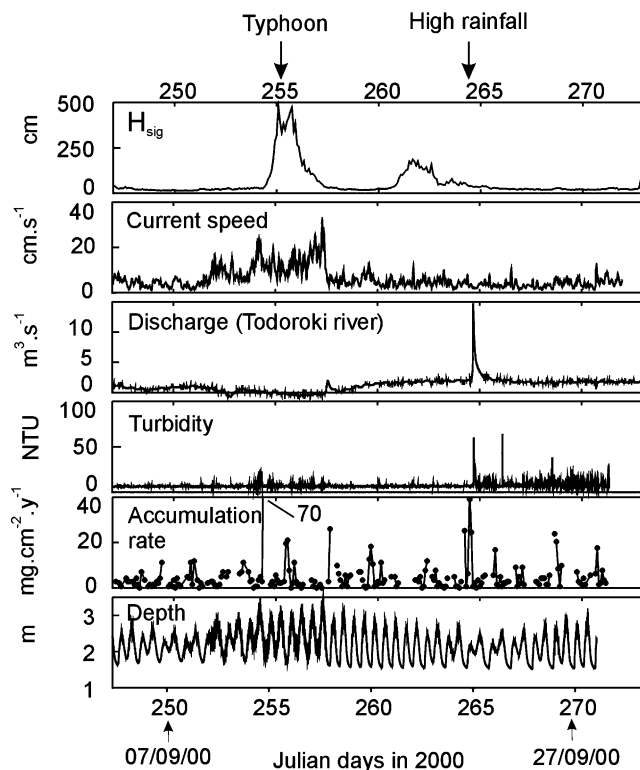 Typhoon High rainfall
250 255 260 265 270
500
250
0
cm
H_sig
40
20
0
cm.s⁻¹
Current speed
10
5
0
m³.s⁻¹
Discharge (Todoroki river)
100
50
0
NTU
Turbidity
40
20
0
mg.cm⁻².y⁻¹
Accumulation
rate
70
3
2
1
m
Depth
250 255 260 265 270
07/09/00 Julian days in 2000 27/09/00